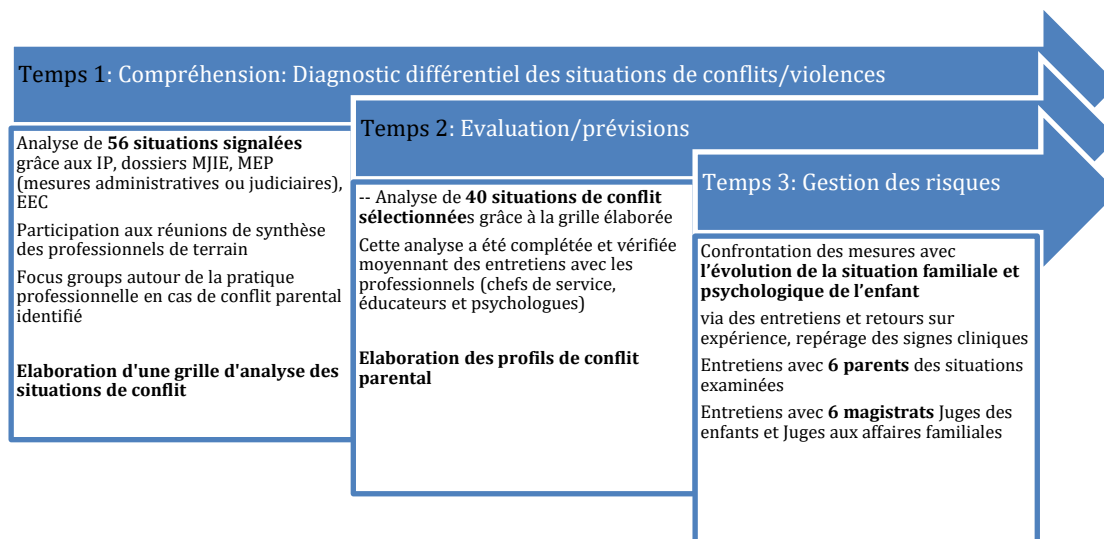 Temps 1: Compréhension: Diagnostic différentiel des situations de conflits/violences
Analyse de 56 situations signalées
grâce aux IP, dossiers MJIE, MEP
(mesures administratives ou judiciaires),
EEC
Participation aux réunions de synthèse
des professionnels de terrain
Focus groups autour de la pratique
professionnelle en cas de conflit parental
identifié
Elaboration d'une grille d'analyse des
situations de conflit
Temps 2: Evaluation/prévisions
-- Analyse de 40 situations de conflit
sélectionnées grâce à la grille élaborée
Cette analyse a été complétée et vérifiée
moyennant des entretiens avec les
professionnels (chefs de service,
éducateurs et psychologues)
Elaboration des profils de conflit
parental
Temps 3: Gestion des risques
Confrontation des mesures avec
l'évolution de la situation familiale et
psychologique de l'enfant
via des entretiens et retours sur
expérience, repérage des signes cliniques
Entretiens avec 6 parents des situations
examinées
Entretiens avec 6 magistrats Juges des
enfants et Juges aux affaires familiales